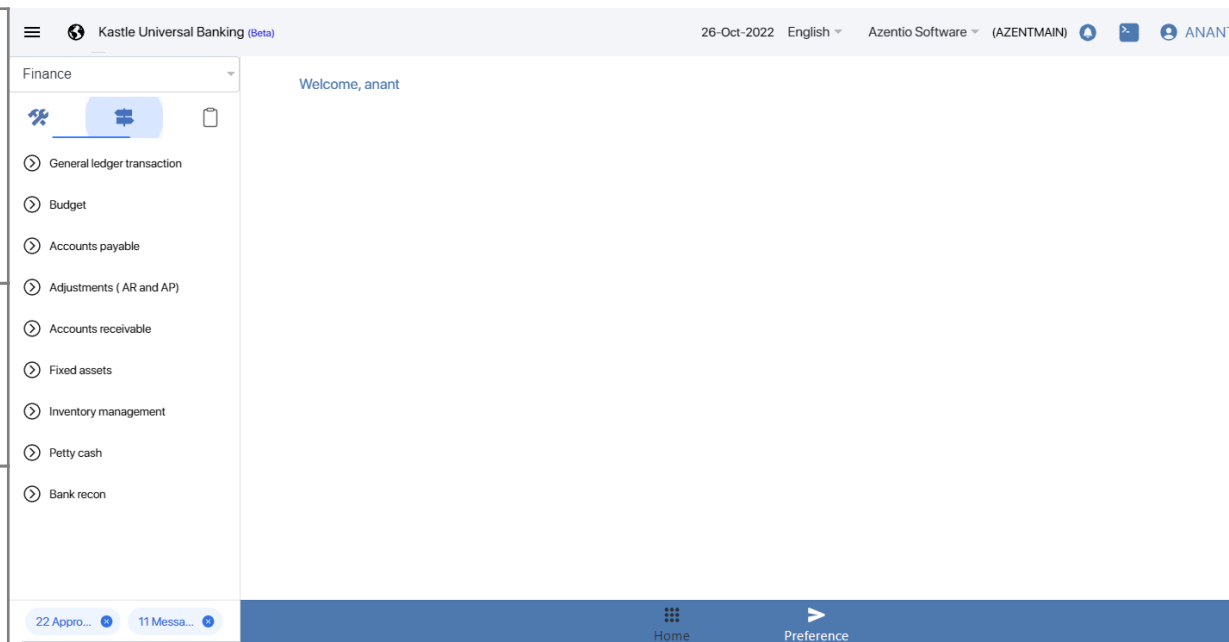 Kastle Universal Banking (Beta)
26-Oct-2022 English Azentio Software (AZENTMAIN) ANANT
Finance
Welcome, anant
General ledger transaction
Budget
Accounts payable
Adjustments ( AR and AP)
Accounts receivable
Fixed assets
Inventory management
Petty cash
Bank recon
22 Appro... 11 Messa...
Home Preference